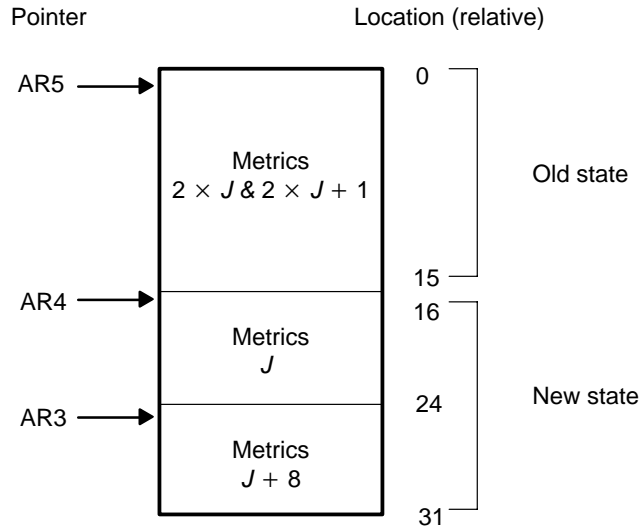 Pointer
Location (relative)
AR5
0
Metrics
2 × J & 2 × J + 1
Old state
15
AR4
16
Metrics
J
24
New state
AR3
Metrics
J + 8
31